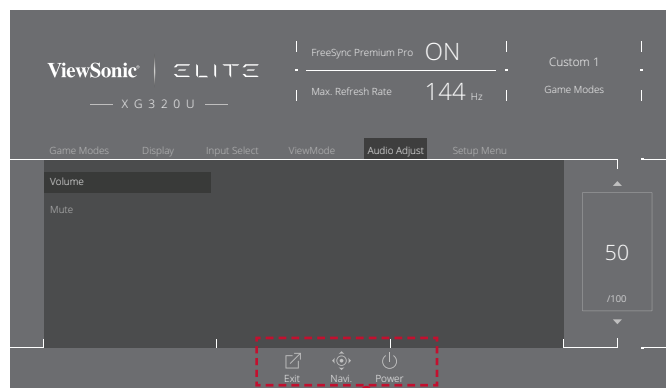 ViewSonic® ELITE
XG320U
FreeSync Premium Pro ON
Max. Refresh Rate 144 Hz
Custom 1
Game Modes
Game Modes Display Input Select ViewMode Audio Adjust Setup Menu
Volume
Mute
50
/100
Exit Navi. Power